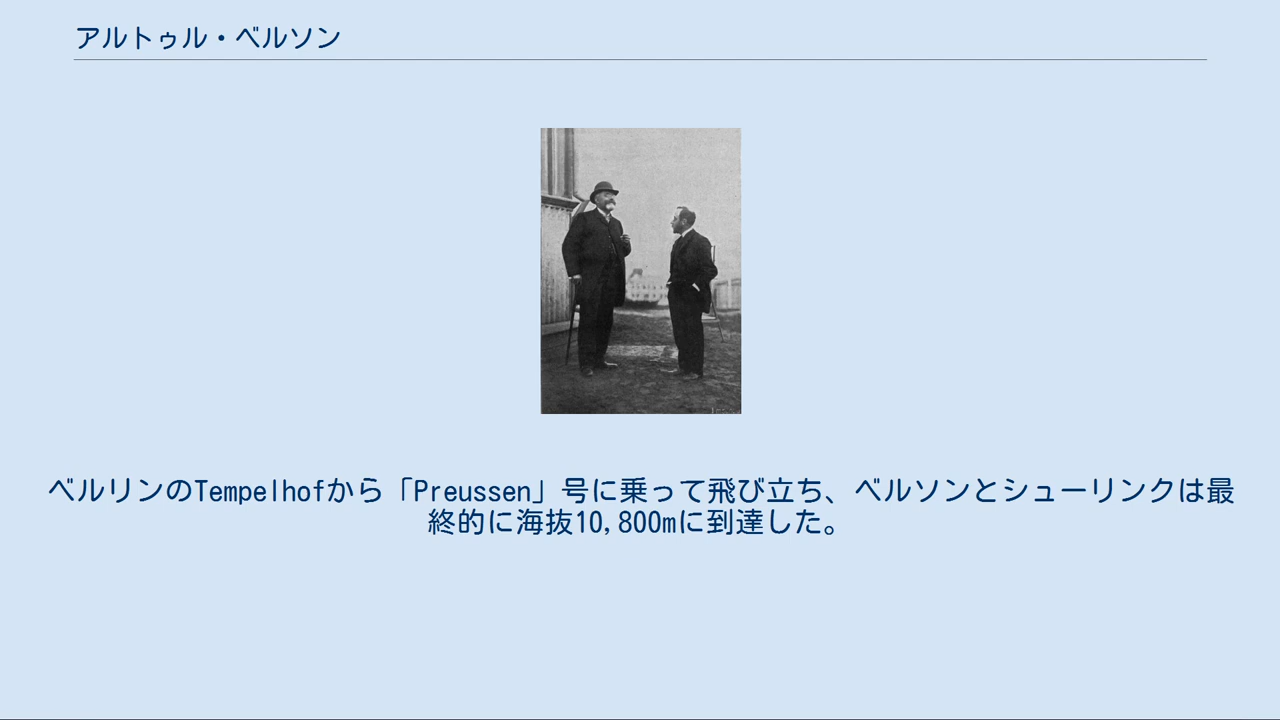 アルトゥル・ベルソン
ベルリンのTempelhofから「Preussen」号に乗って飛び立ち、ベルソンとシューリンクは最
終的に海抜10,800mに到達した。